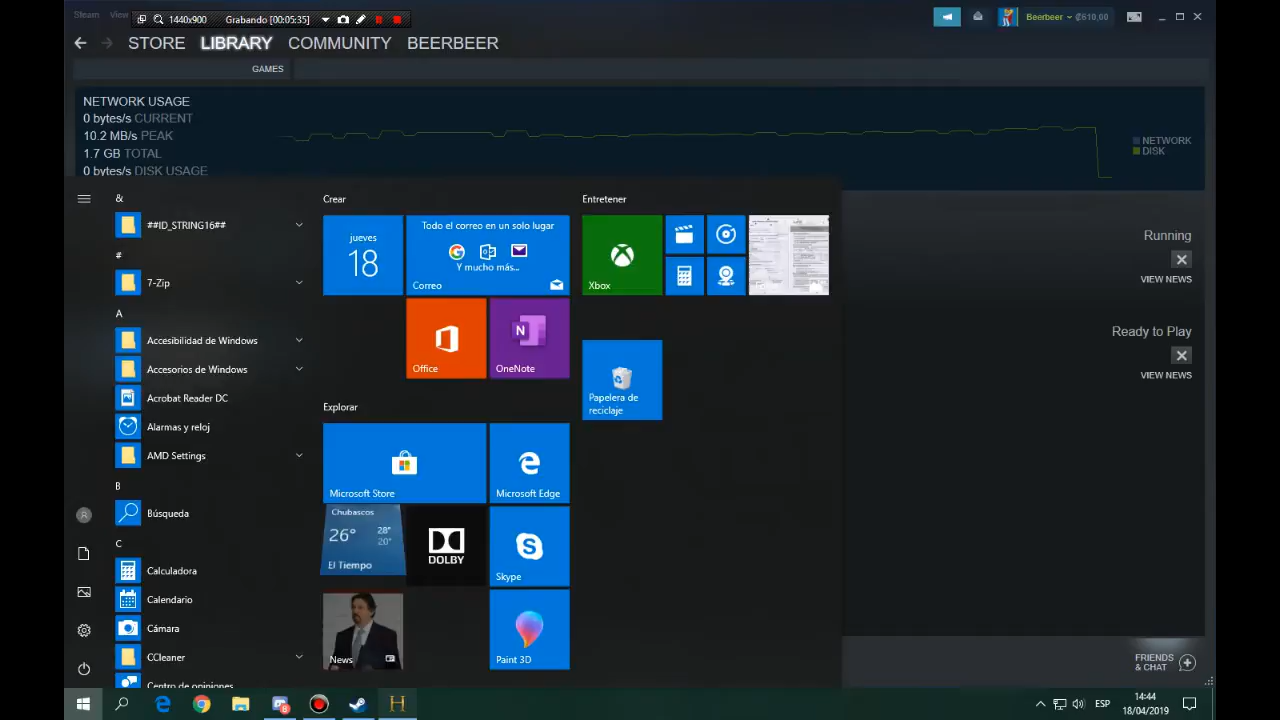 Steam View
1440x900 Grabando [00:05:35]
Beerbeer ₡610,60
STORE LIBRARY COMMUNITY BEERBEER
GAMES
NETWORK USAGE
0 bytes/s CURRENT
10.2 MB/s PEAK
1.7 GB TOTAL
0 bytes/s DISK USAGE
NETWORK
DISK
Running
VIEW NEWS
Ready to Play
VIEW NEWS
FRIENDS
& CHAT
&
##ID_STRING16##
#
7-Zip
A
Accesibilidad de Windows
Accesorios de Windows
Acrobat Reader DC
Alarmas y reloj
AMD Settings
B
Búsqueda
C
Calculadora
Calendario
Cámara
CCleaner
Centro de opiniones
Crear
jueves
18
Todo el correo en un solo lugar
Y mucho más...
Correo
Office
N
OneNote
Explorar
Microsoft Store
Microsoft Edge
Chubascos
26° 28°
20°
El Tiempo
DOLBY
Skype
News
Paint 3D
Entretener
Xbox
Papelera de
reciclaje
ESP
14:44
18/04/2019